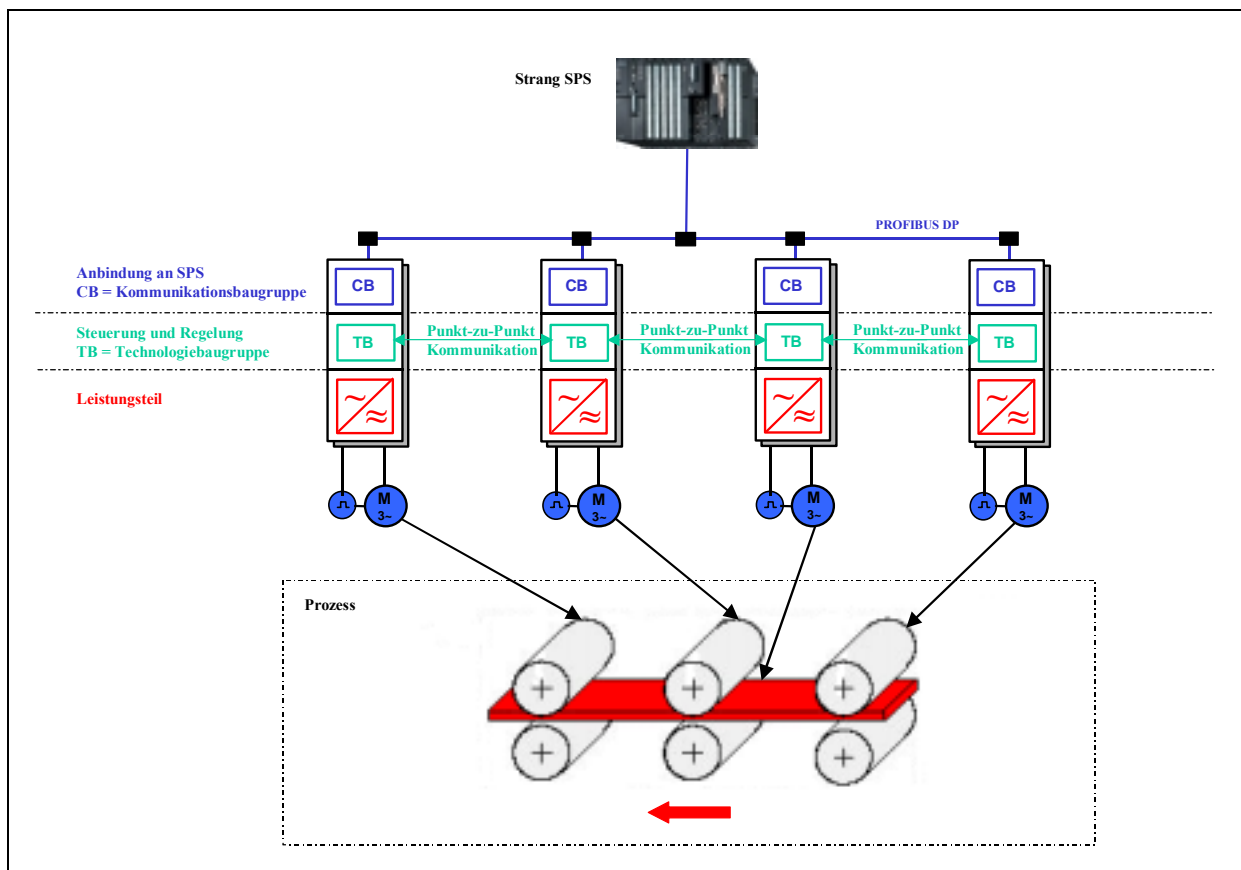 Strang SPS
PROFIBUS DP
Anbindung an SPS
CB = Kommunikationsbaugruppe
CB
CB
CB
CB
Steuerung und Regelung
TB = Technologiebaugruppe
TB
Punkt-zu-Punkt
Kommunikation
TB
Punkt-zu-Punkt
Kommunikation
TB
Punkt-zu-Punkt
Kommunikation
TB
Leistungsteil
M
3~
M
3~
M
3~
M
3~
Prozess